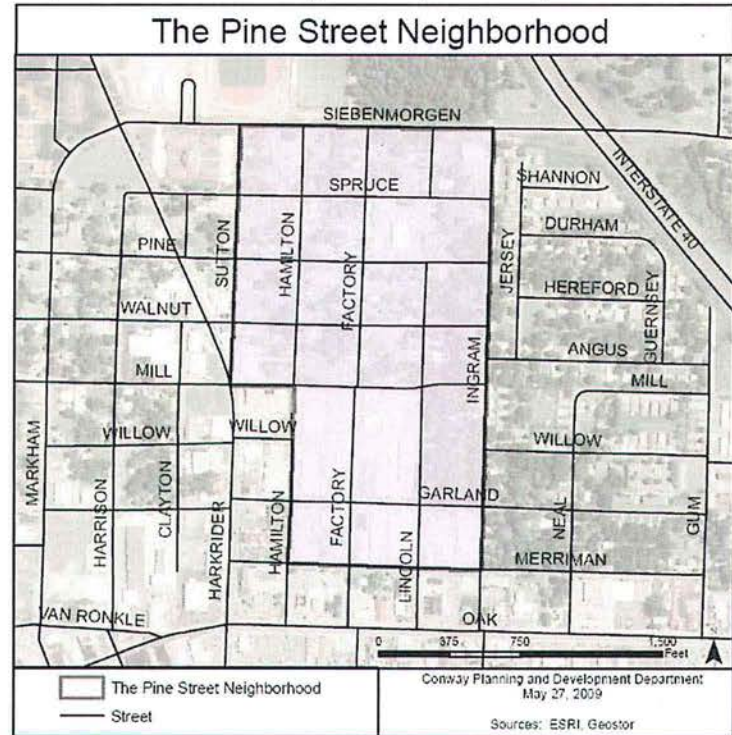 The Pine Street Neighborhood
SIEBENMORGEN
SPRUCE
SHANNON
INTERSTATE 40
DURHAM
PINE
SUTTON
HAMILTON
FACTORY
JERSEY
HEREFORD
GUERNSEY
WALNUT
ANGUS
MILL
INGRAM
MILL
MARKHAM
WILLOW
WILLOW
WILLOW
HARRISON
CLAYTON
HARKRIDER
HAMILTON
FACTORY
GARLAND
LINCOLN
NEAL
GUM
MERRIMAN
VAN RONKLE
OAK
0 375 750 1,500
Feet
The Pine Street Neighborhood
Street
Conway Planning and Development Department
May 27, 2009
Sources: ESRI, Geostor